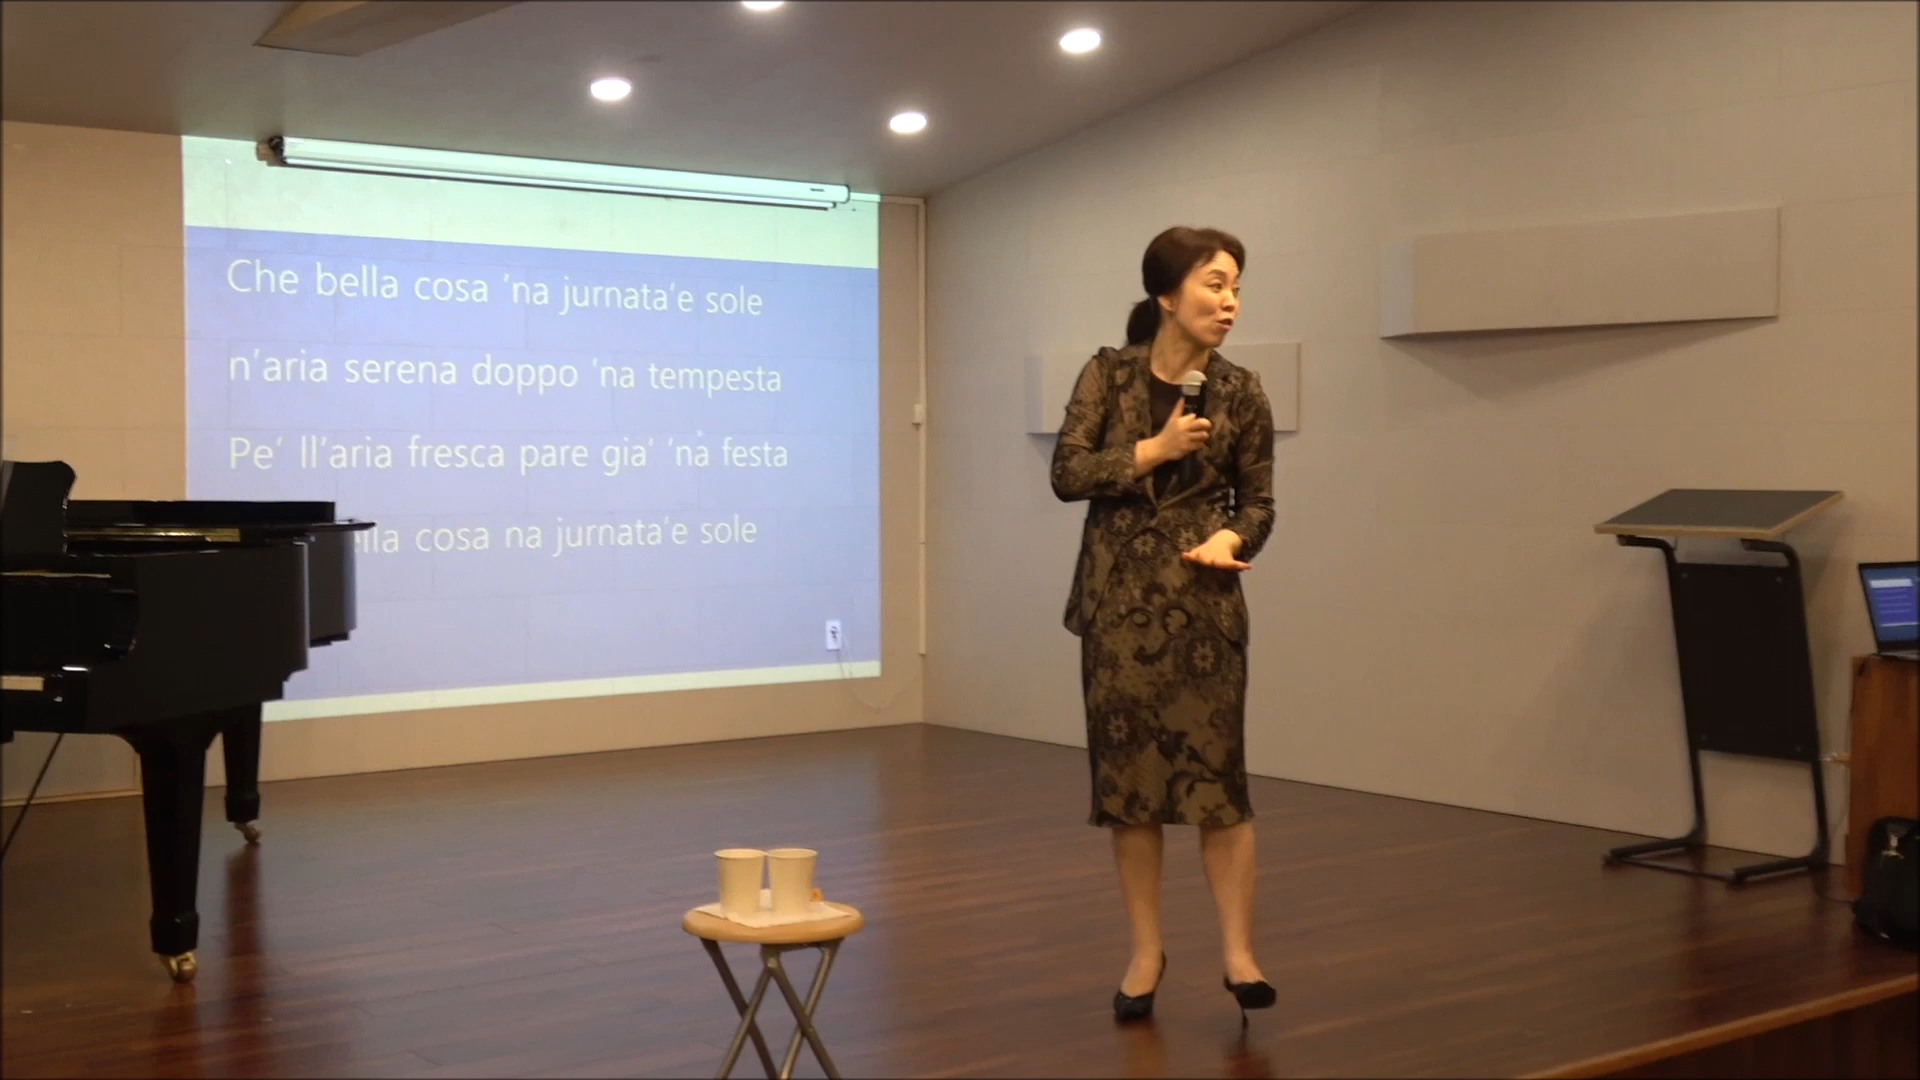 Che bella cosa ’na jurnata’e sole
n’aria serena doppo ’na tempesta
Pe’ ll’aria fresca pare gia’ ’na festa
cosa na jurnata’e sole